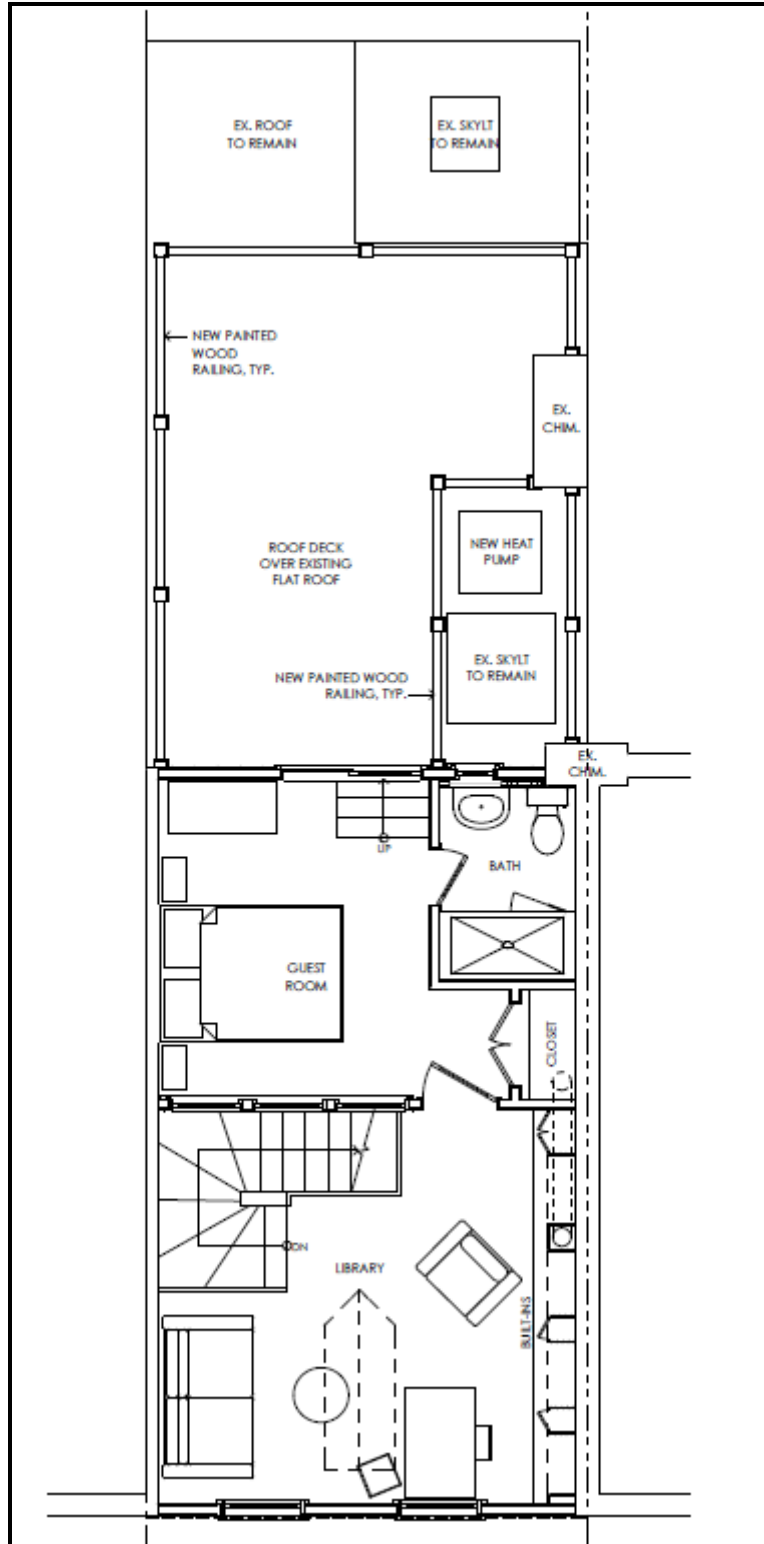 EX. ROOF
TO REMAIN
EX. SKYLT
TO REMAIN
NEW PAINTED
WOOD
RAILING, TYP.
EX.
CHIM.
ROOF DECK
OVER EXISTING
FLAT ROOF
NEW HEAT
PUMP
NEW PAINTED WOOD
RAILING, TYP.
EX. SKYLT
TO REMAIN
EX.
CHIM.
UP
BATH
GUEST
ROOM
CLOSET
DN
LIBRARY
BUILT-INS